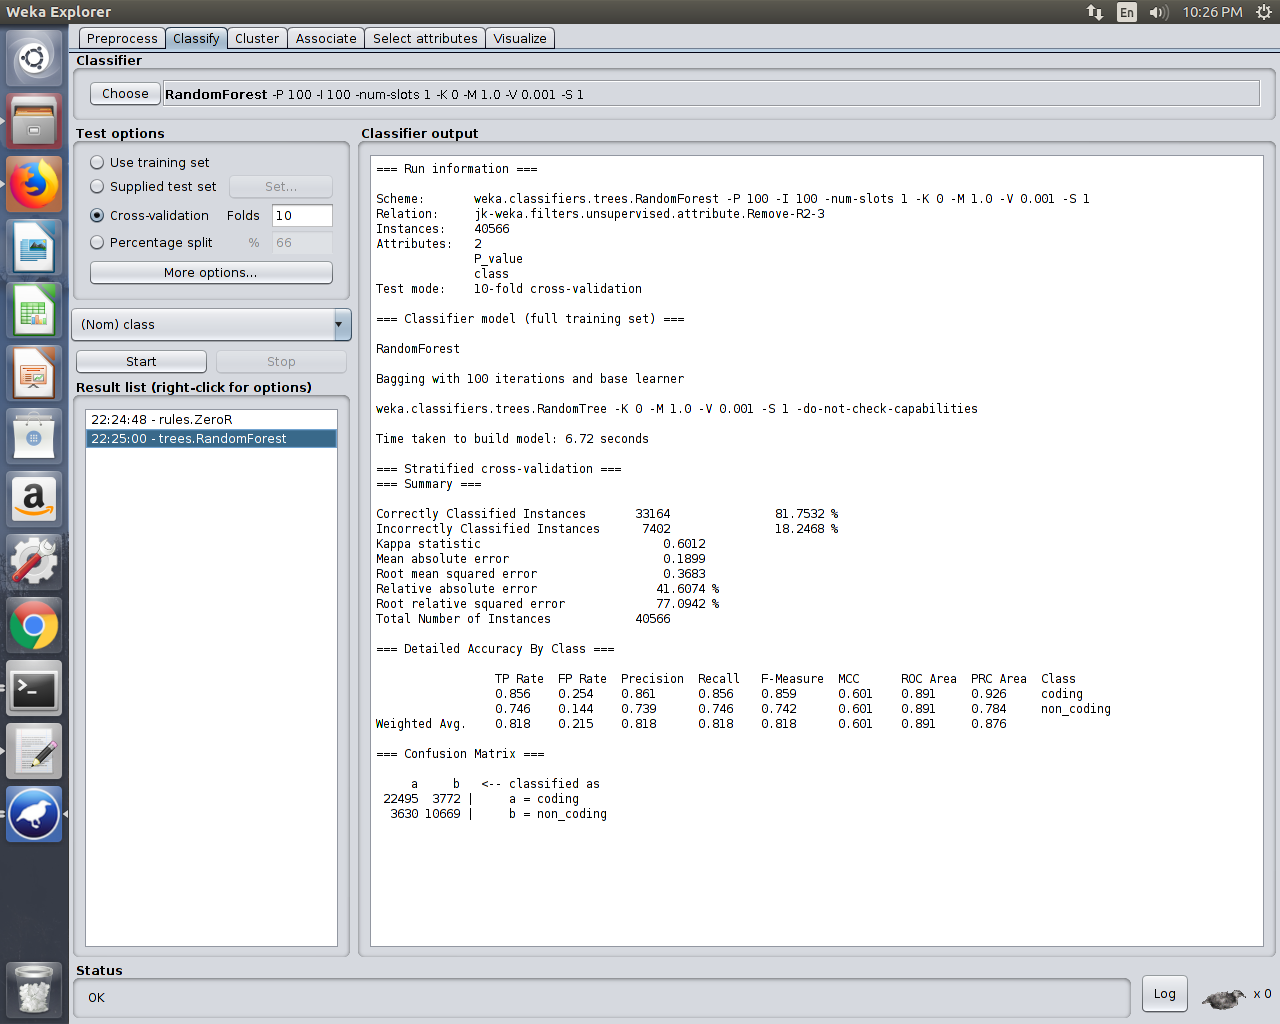 Weka Explorer
En
10:26 PM
Preprocess Classify Cluster Associate Select attributes Visualize
Classifier
Choose RandomForest -P 100 -I 100 -num-slots 1 -K 0 -M 1.0 -V 0.001 -S 1
Test options
Use training set
Supplied test set Set...
Cross-validation Folds 10
Percentage split % 66
More options...
(Nom) class
Start Stop
Result list (right-click for options)
22:24:48 - rules.ZeroR
22:25:00 - trees.RandomForest
Classifier output
=== Run information ===
Scheme: weka.classifiers.trees.RandomForest -P 100 -I 100 -num-slots 1 -K 0 -M 1.0 -V 0.001 -S 1
Relation: jk-weka.filters.unsupervised.attribute.Remove-R2-3
Instances: 40566
Attributes: 2
P_value
class
Test mode: 10-fold cross-validation
=== Classifier model (full training set) ===
RandomForest
Bagging with 100 iterations and base learner
weka.classifiers.trees.RandomTree -K 0 -M 1.0 -V 0.001 -S 1 -do-not-check-capabilities
Time taken to build model: 6.72 seconds
=== Stratified cross-validation ===
=== Summary ===
Correctly Classified Instances 33164 81.7532 %
Incorrectly Classified Instances 7402 18.2468 %
Kappa statistic 0.6012
Mean absolute error 0.1899
Root mean squared error 0.3683
Relative absolute error 41.6074 %
Root relative squared error 77.0942 %
Total Number of Instances 40566
=== Detailed Accuracy By Class ===
TP Rate FP Rate Precision Recall F-Measure MCC ROC Area PRC Area Class
0.856 0.254 0.861 0.856 0.859 0.601 0.891 0.926 coding
0.746 0.144 0.739 0.746 0.742 0.601 0.891 0.784 non_coding
Weighted Avg. 0.818 0.215 0.818 0.818 0.818 0.601 0.891 0.876
=== Confusion Matrix ===
a b <-- classified as
22495 3772 | a = coding
3630 10669 | b = non_coding
Status
OK
Log
x 0